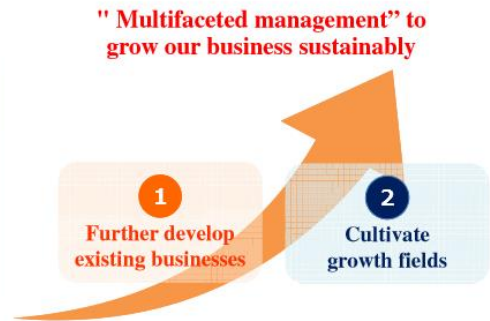 " Multifaceted management” to
grow our business sustainably
1
Further develop
existing businesses
2
Cultivate
growth fields